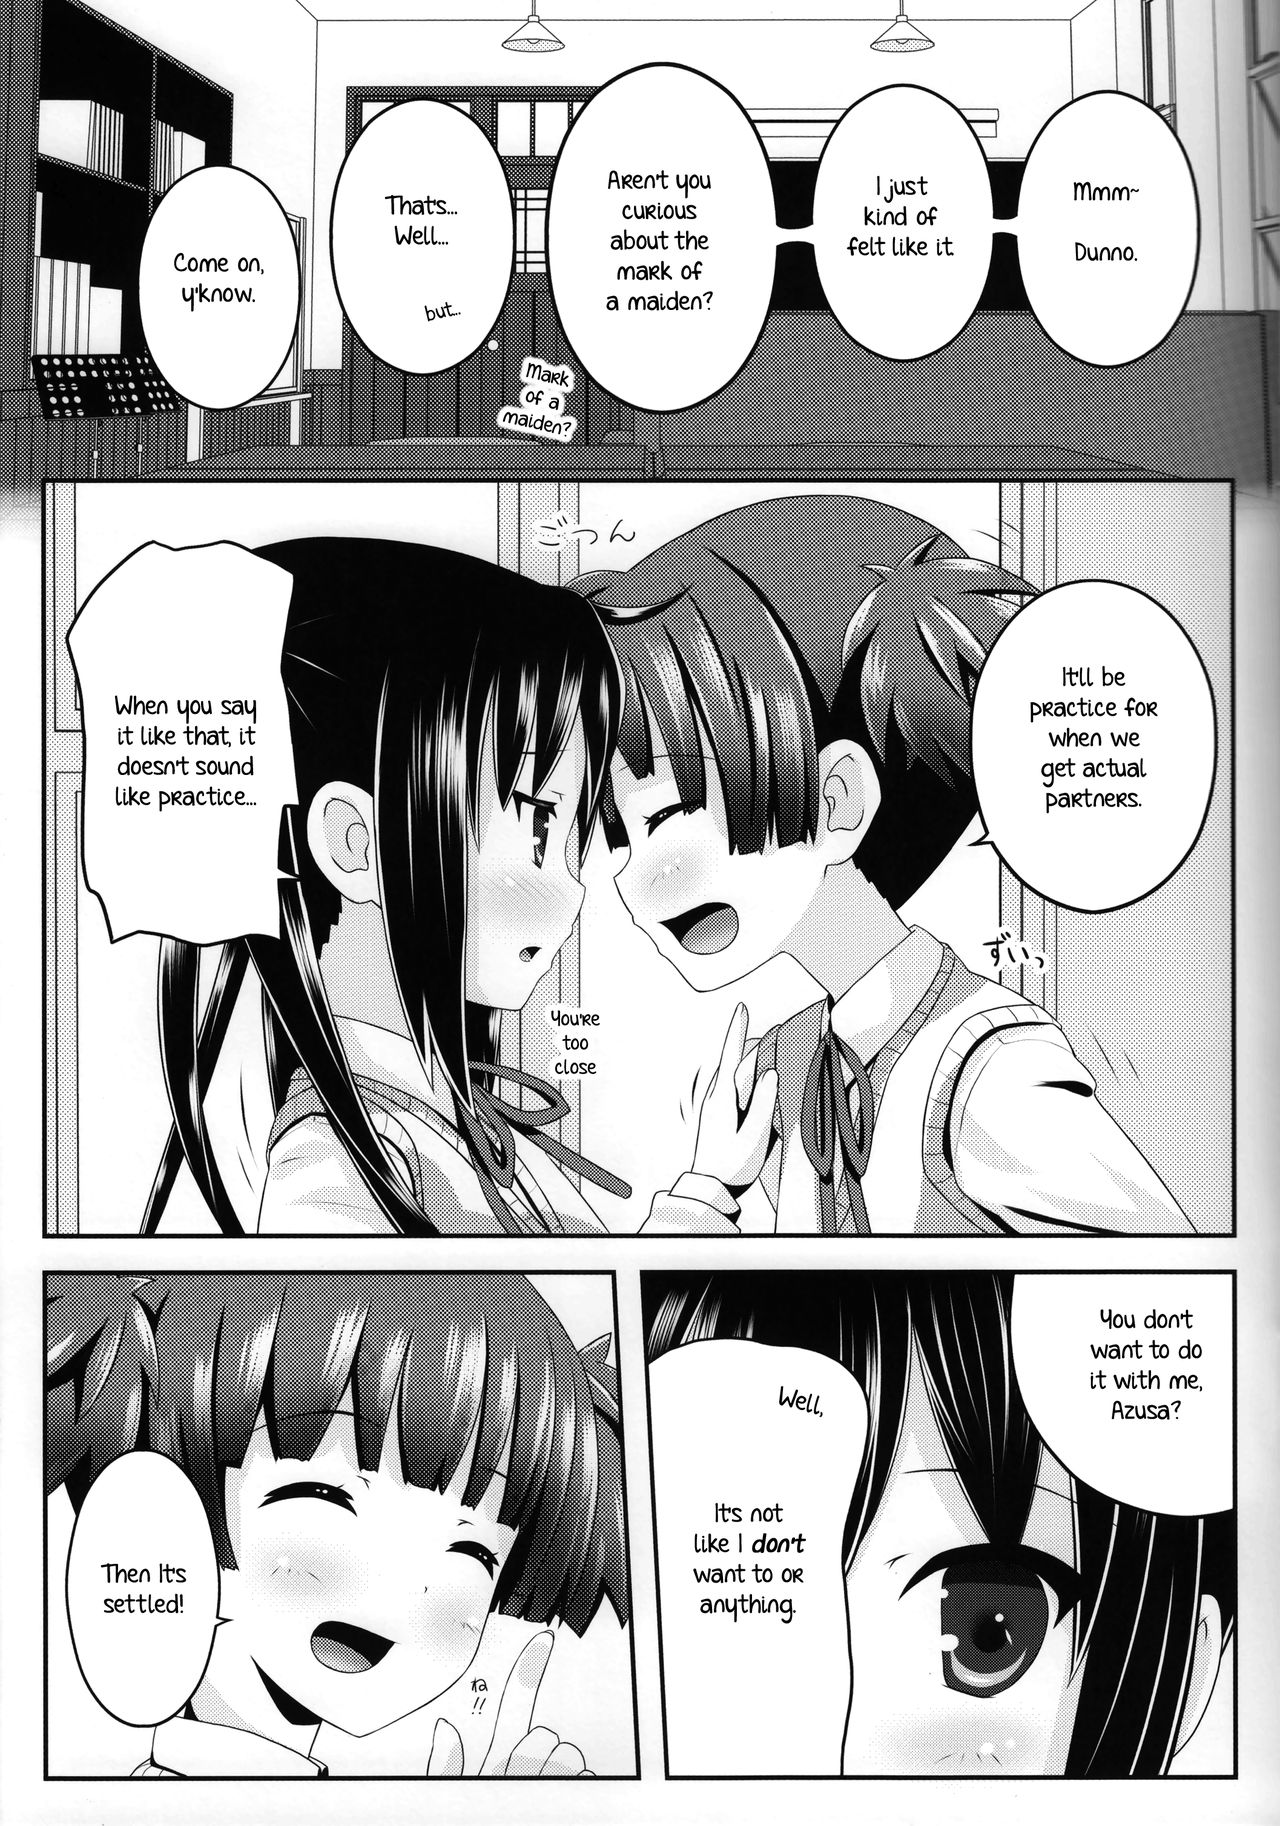 Mmm~
Dunno.
I just
kind of
felt like it.
Aren't you
curious
about the
mark of
a maiden?
Mark
of a
maiden?
That's...
Well...
but...
Come on,
y'know.
ごっつん
It'll be
practice for
when we
get actual
partners.
ずいっ
When you say
it like that, it
doesn't sound
like practice...
You're
too
close
You don't
want to do
it with me,
Azusa?
Well,
It's not
like I don't
want to or
anything.
Then It's
settled!
ね
!!